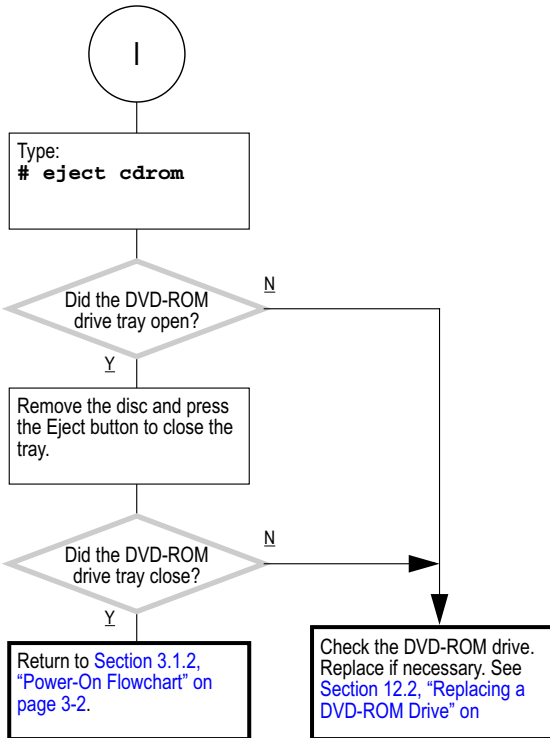 I
Type:
# eject cdrom
Did the DVD-ROM
drive tray open?
N
Y
Remove the disc and press
the Eject button to close the
tray.
Did the DVD-ROM
drive tray close?
N
Y
Return to Section 3.1.2,
“Power-On Flowchart” on
page 3-2.
Check the DVD-ROM drive.
Replace if necessary. See
Section 12.2, “Replacing a
DVD-ROM Drive” on